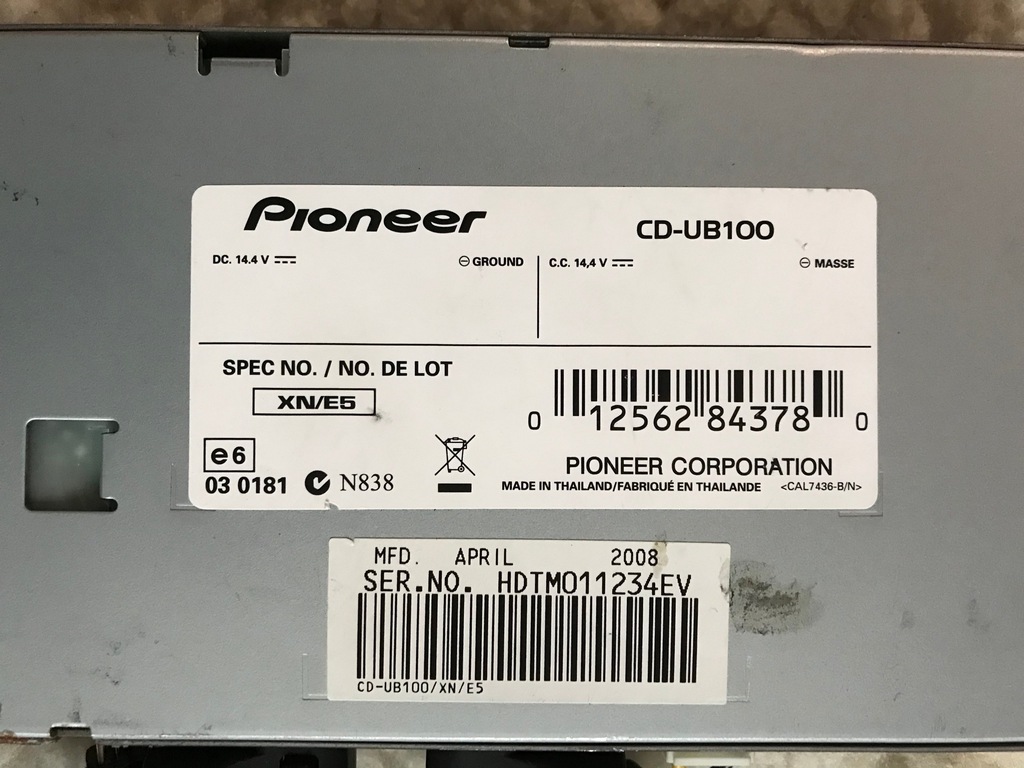 Pioneer
CD-UB100
DC. 14.4 V ⎓ ⊖ GROUND
C.C. 14,4 V ⎓ ⊖ MASSE
SPEC NO. / NO. DE LOT
XN/E5
0 12562 84378 0
e6
03 0181 N838
PIONEER CORPORATION
MADE IN THAILAND/FABRIQUÉ EN THAILANDE <CAL7436-B/N>
MFD. APRIL 2008
SER.NO. HDTM011234EV
CD-UB100/XN/E5